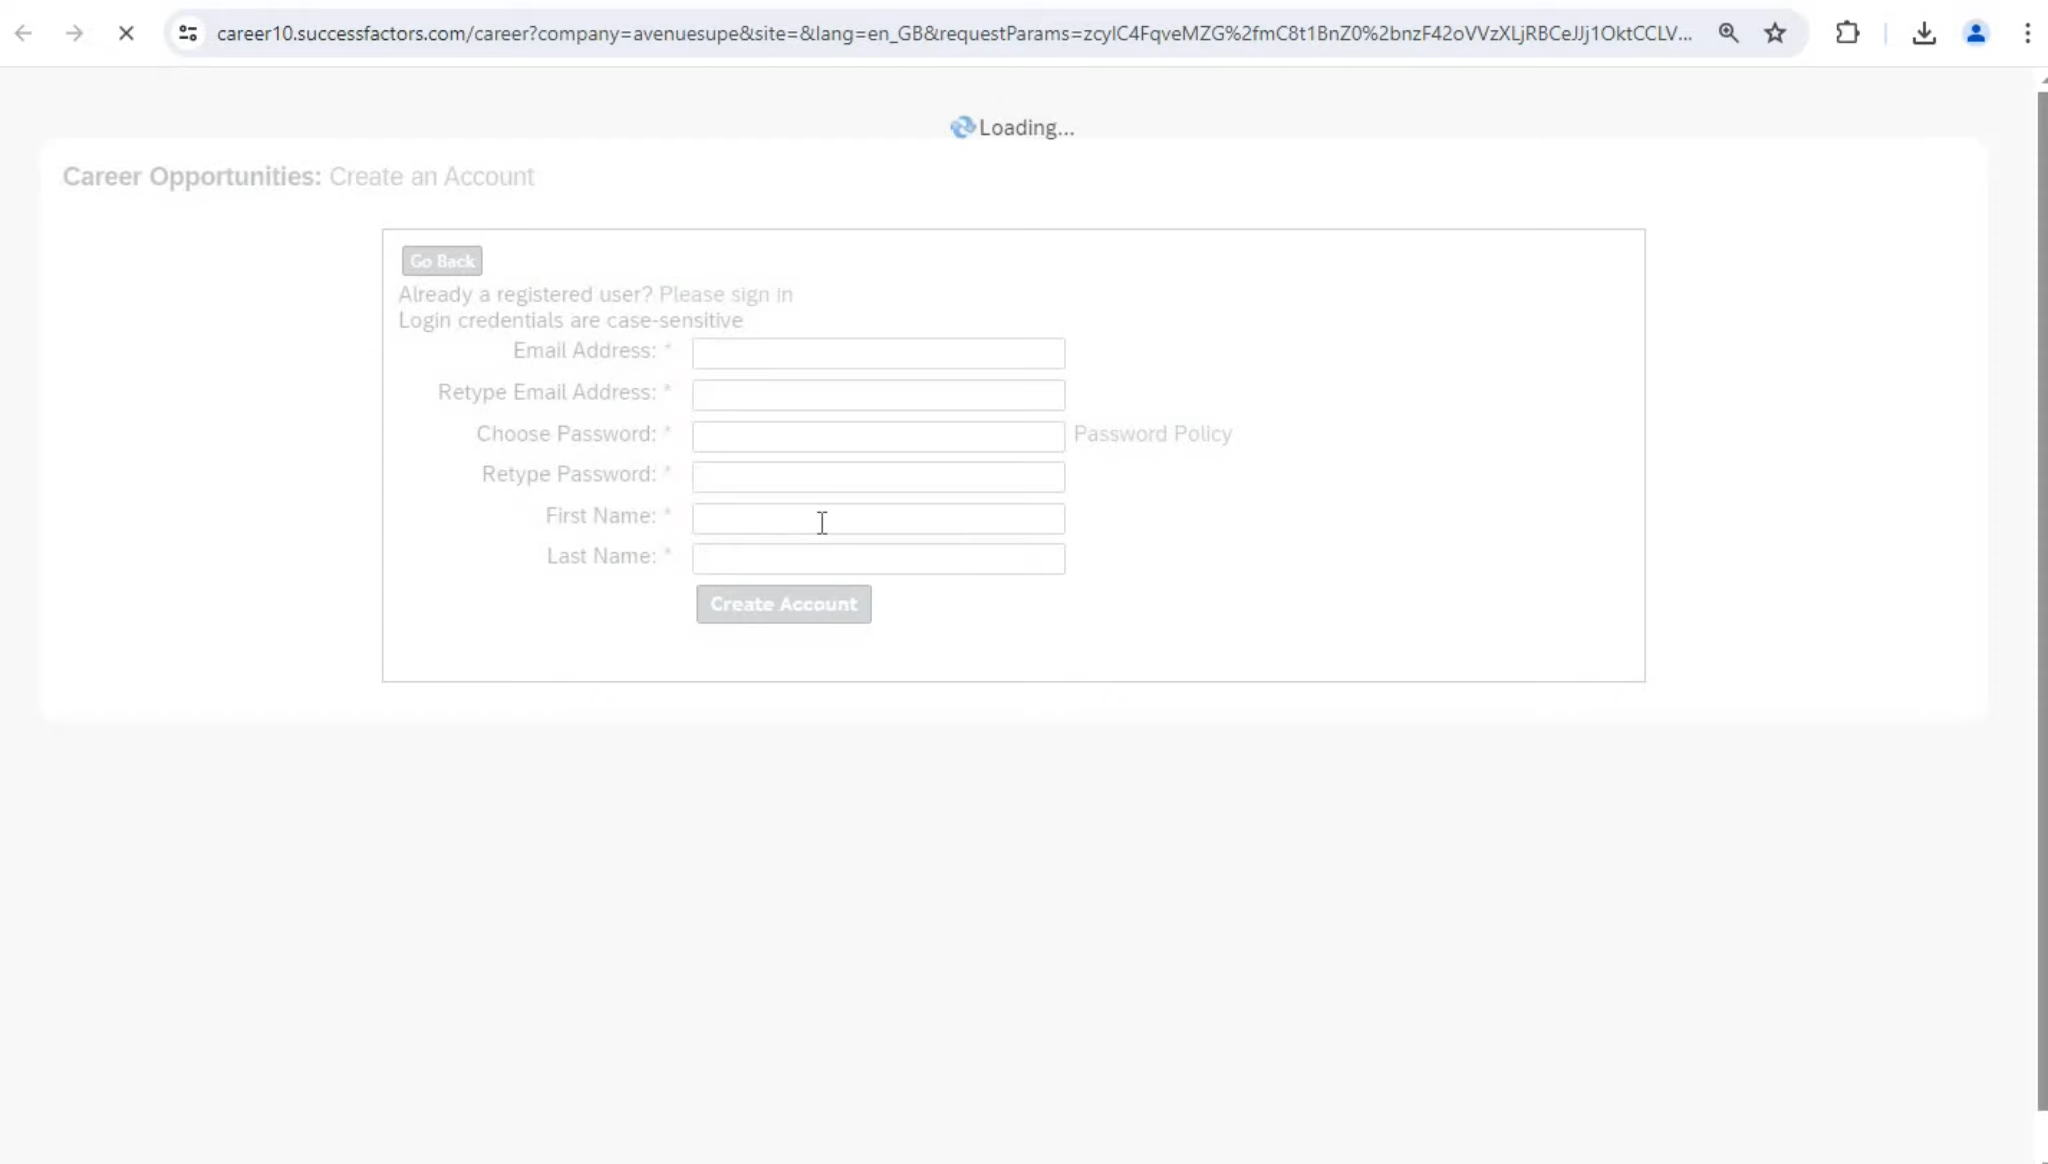 career10.successfactors.com/career?company=avenuesupe&site=&lang=en_GB&requestParams=zcylC4FqveMZG%2fmC8t1BnZ0%2bnzF42oVVzXLjRBCeJJj1OktCCLV...
Loading...
Career Opportunities: Create an Account
Go Back
Already a registered user? Please sign in
Login credentials are case-sensitive
Email Address: *
Retype Email Address: *
Choose Password: * Password Policy
Retype Password: *
First Name: *
Last Name: *
Create Account